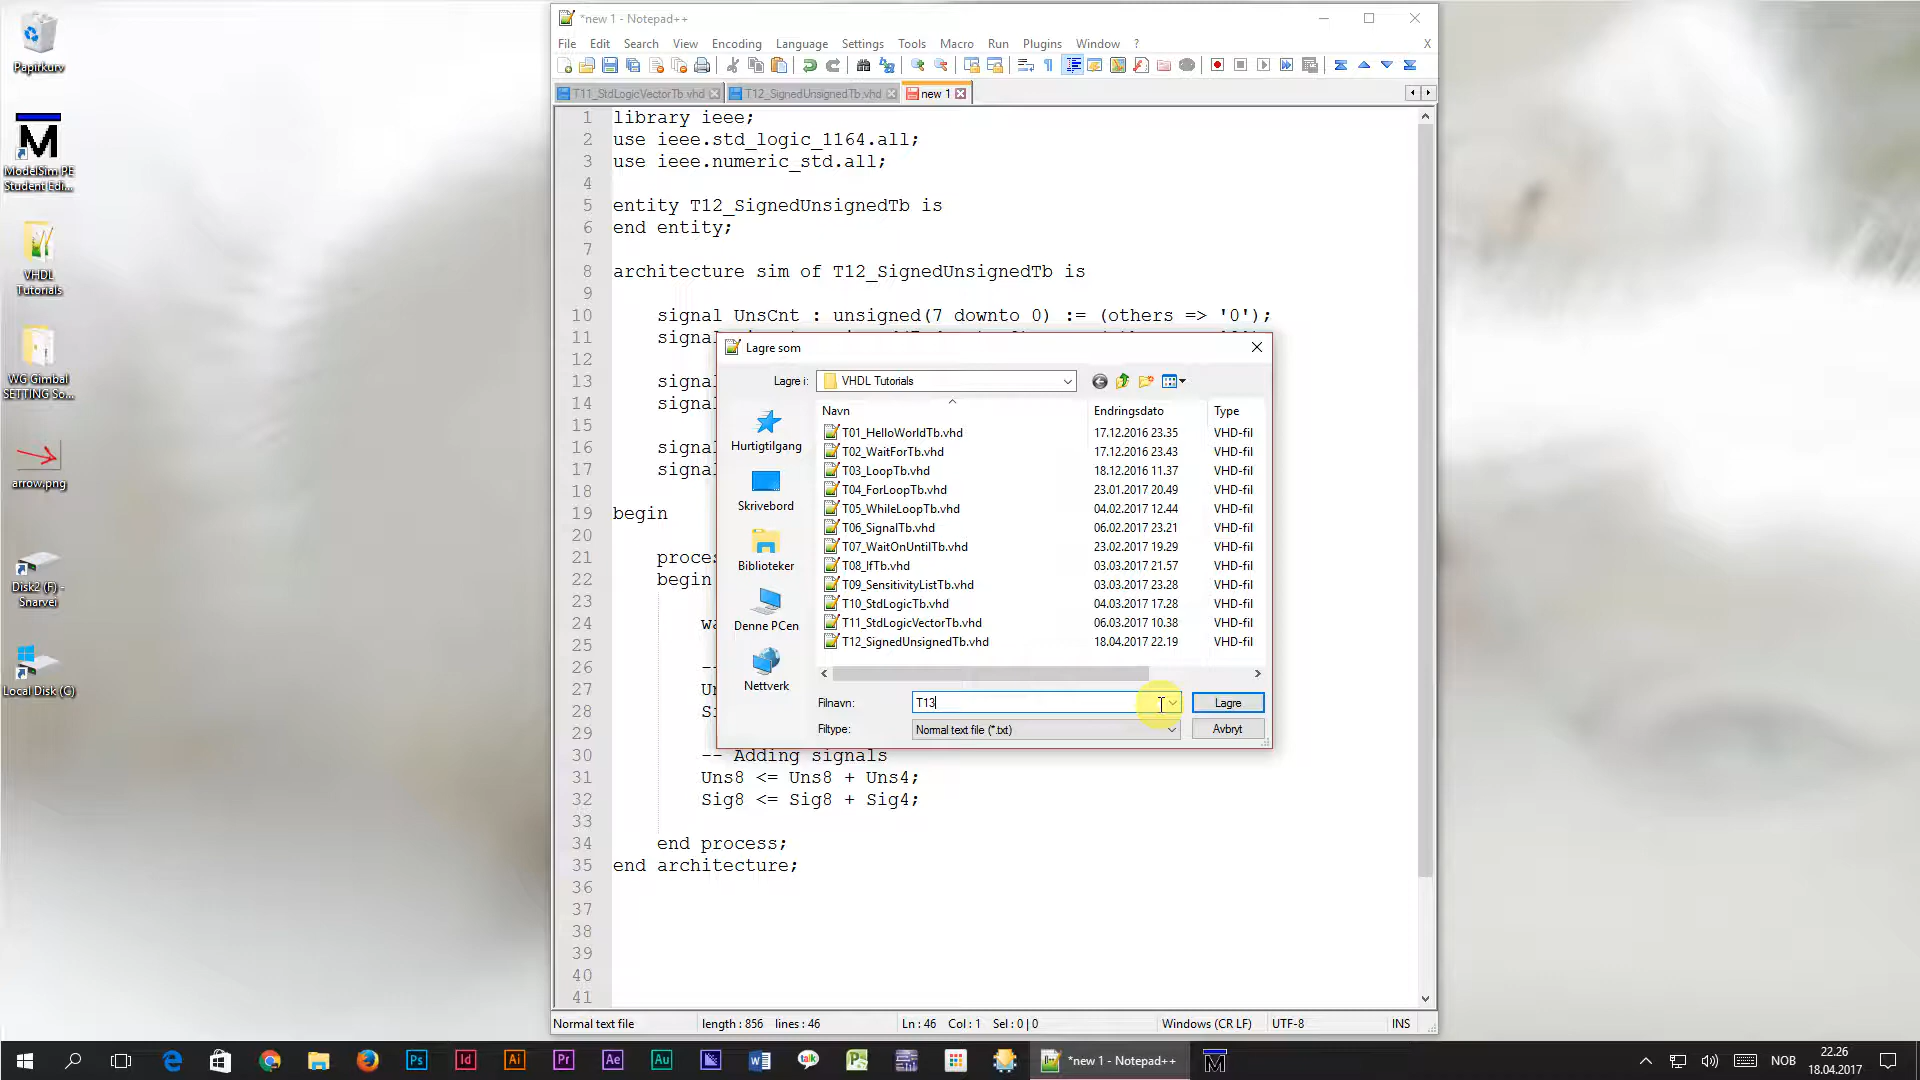 Papirkurv
ModelSim PE
Student Edi...
VHDL
Tutorials
WG Gimbal
SETTING So...
arrow.png
Disk2 (F) -
Snarvei
Local Disk (C)
*new 1 - Notepad++
File Edit Search View Encoding Language Settings Tools Macro Run Plugins Window ? X
T11_StdLogicVectorTb.vhd T12_SignedUnsignedTb.vhd new 1
1 library ieee;
2 use ieee.std_logic_1164.all;
3 use ieee.numeric_std.all;
4
5 entity T12_SignedUnsignedTb is
6 end entity;
7
8 architecture sim of T12_SignedUnsignedTb is
9
10 signal UnsCnt : unsigned(7 downto 0) := (others => '0');
11 signal
12
13 signal
14 signal
15
16 signal
17 signal
18
19 begin
20
21 process
22 begin
23
24 wa
25
26 --
27 Un
28 Si
29
30 -- Adding signals
31 Uns8 <= Uns8 + Uns4;
32 Sig8 <= Sig8 + Sig4;
33
34 end process;
35 end architecture;
36
37
38
39
40
41
Lagre som
Lagre i: VHDL Tutorials
Hurtigtilgang
Skrivebord
Biblioteker
Denne PCen
Nettverk
Navn Endringsdato Type
T01_HelloWorldTb.vhd 17.12.2016 23.35 VHD-fil
T02_WaitForTb.vhd 17.12.2016 23.43 VHD-fil
T03_LoopTb.vhd 18.12.2016 11.37 VHD-fil
T04_ForLoopTb.vhd 23.01.2017 20.49 VHD-fil
T05_WhileLoopTb.vhd 04.02.2017 12.44 VHD-fil
T06_SignalTb.vhd 06.02.2017 23.21 VHD-fil
T07_WaitOnUntilTb.vhd 23.02.2017 19.29 VHD-fil
T08_IfTb.vhd 03.03.2017 21.57 VHD-fil
T09_SensitivityListTb.vhd 03.03.2017 23.28 VHD-fil
T10_StdLogicTb.vhd 04.03.2017 17.28 VHD-fil
T11_StdLogicVectorTb.vhd 06.03.2017 10.38 VHD-fil
T12_SignedUnsignedTb.vhd 18.04.2017 22.19 VHD-fil
Filnavn: T13 Lagre
Filtype: Normal text file (*.txt) Avbryt
Normal text file length : 856 lines : 46 Ln : 46 Col : 1 Sel : 0 | 0 Windows (CR LF) UTF-8 INS
Ps Id Ai Pr Ae Au talk *new 1 - Notepad++ M NOB 22.26
18.04.2017